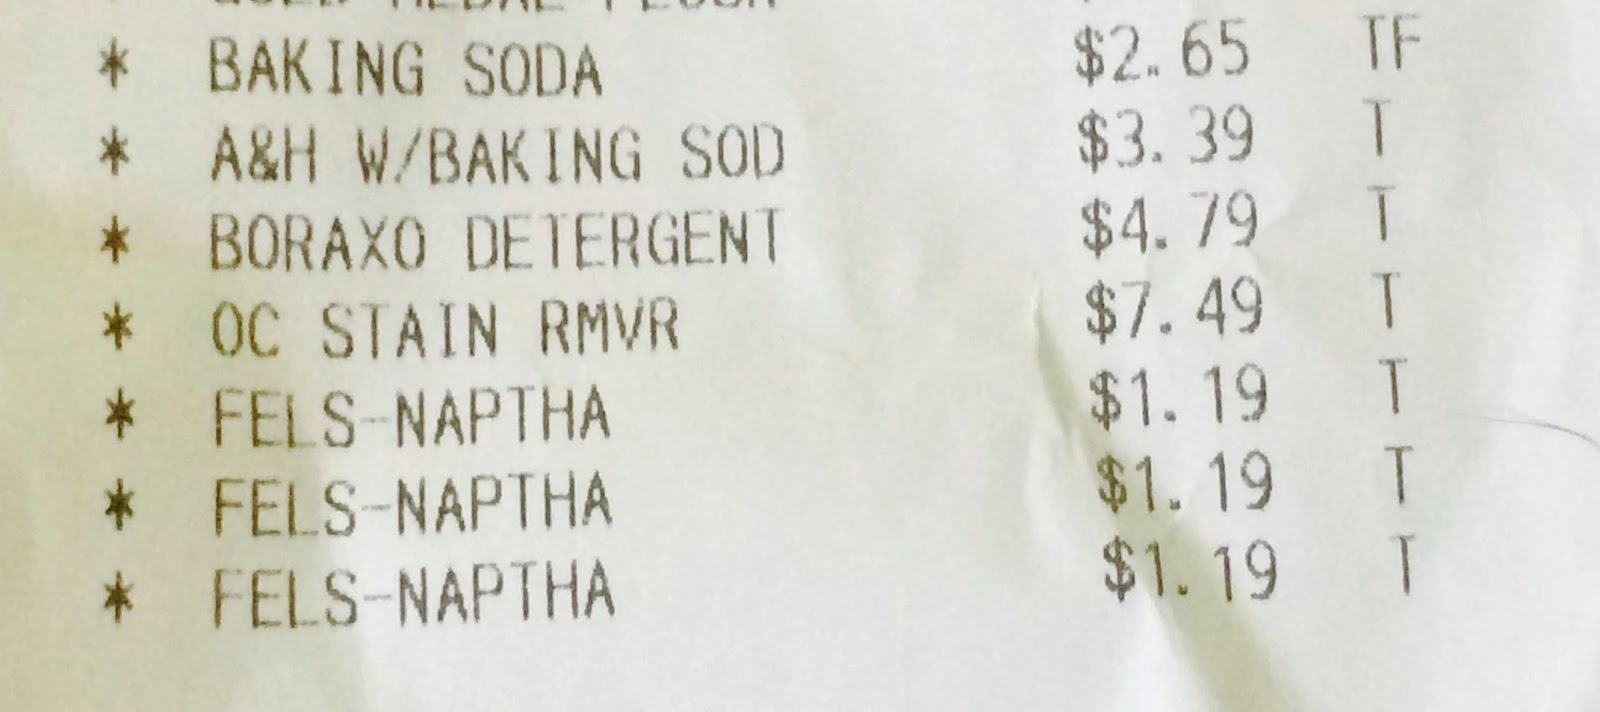 * BAKING SODA $2.65 TF
* A&H W/BAKING SOD $3.39 T
* BORAXO DETERGENT $4.79 T
* OC STAIN RMVR $7.49 T
* FELS-NAPTHA $1.19 T
* FELS-NAPTHA $1.19 T
* FELS-NAPTHA $1.19 T